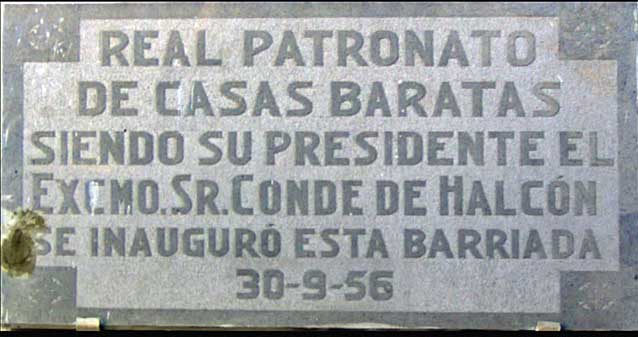 REAL PATRONATO
DE CASAS BARATAS
SIENDO SU PRESIDENTE EL
EXCMO. SR. CONDE DE HALCÓN
SE INAUGURÓ ESTA BARRIADA
30-9-56